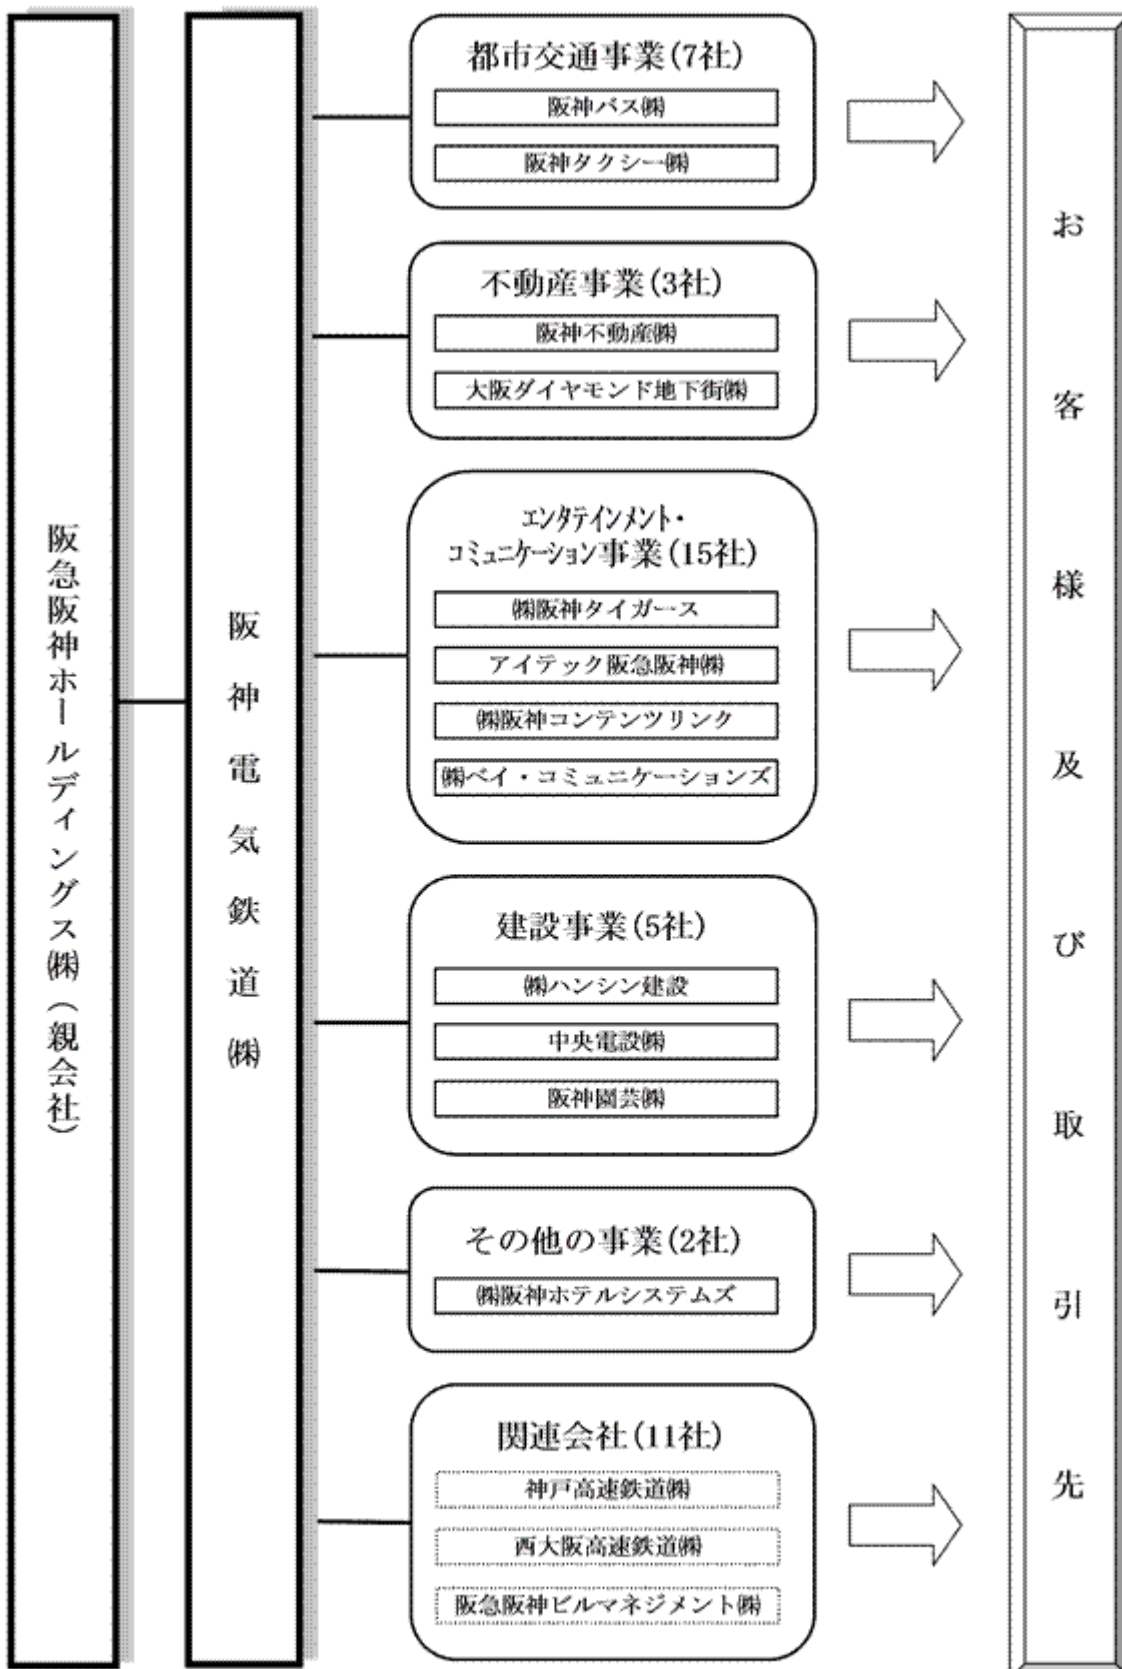 阪急阪神ホールディングス㈱(親会社)
阪神電気鉄道㈱
都市交通事業(7社)
阪神バス㈱
阪神タクシー㈱
不動産事業(3社)
阪神不動産㈱
大阪ダイヤモンド地下街㈱
エンタテインメント・
コミュニケーション事業(15社)
㈱阪神タイガース
アイテック阪急阪神㈱
㈱阪神コンテンツリンク
㈱ベイ・コミュニケーションズ
建設事業(5社)
㈱ハンシン建設
中央電設㈱
阪神園芸㈱
その他の事業(2社)
㈱阪神ホテルシステムズ
関連会社(11社)
神戸高速鉄道㈱
西大阪高速鉄道㈱
阪急阪神ビルマネジメント㈱
お客様及び取引先